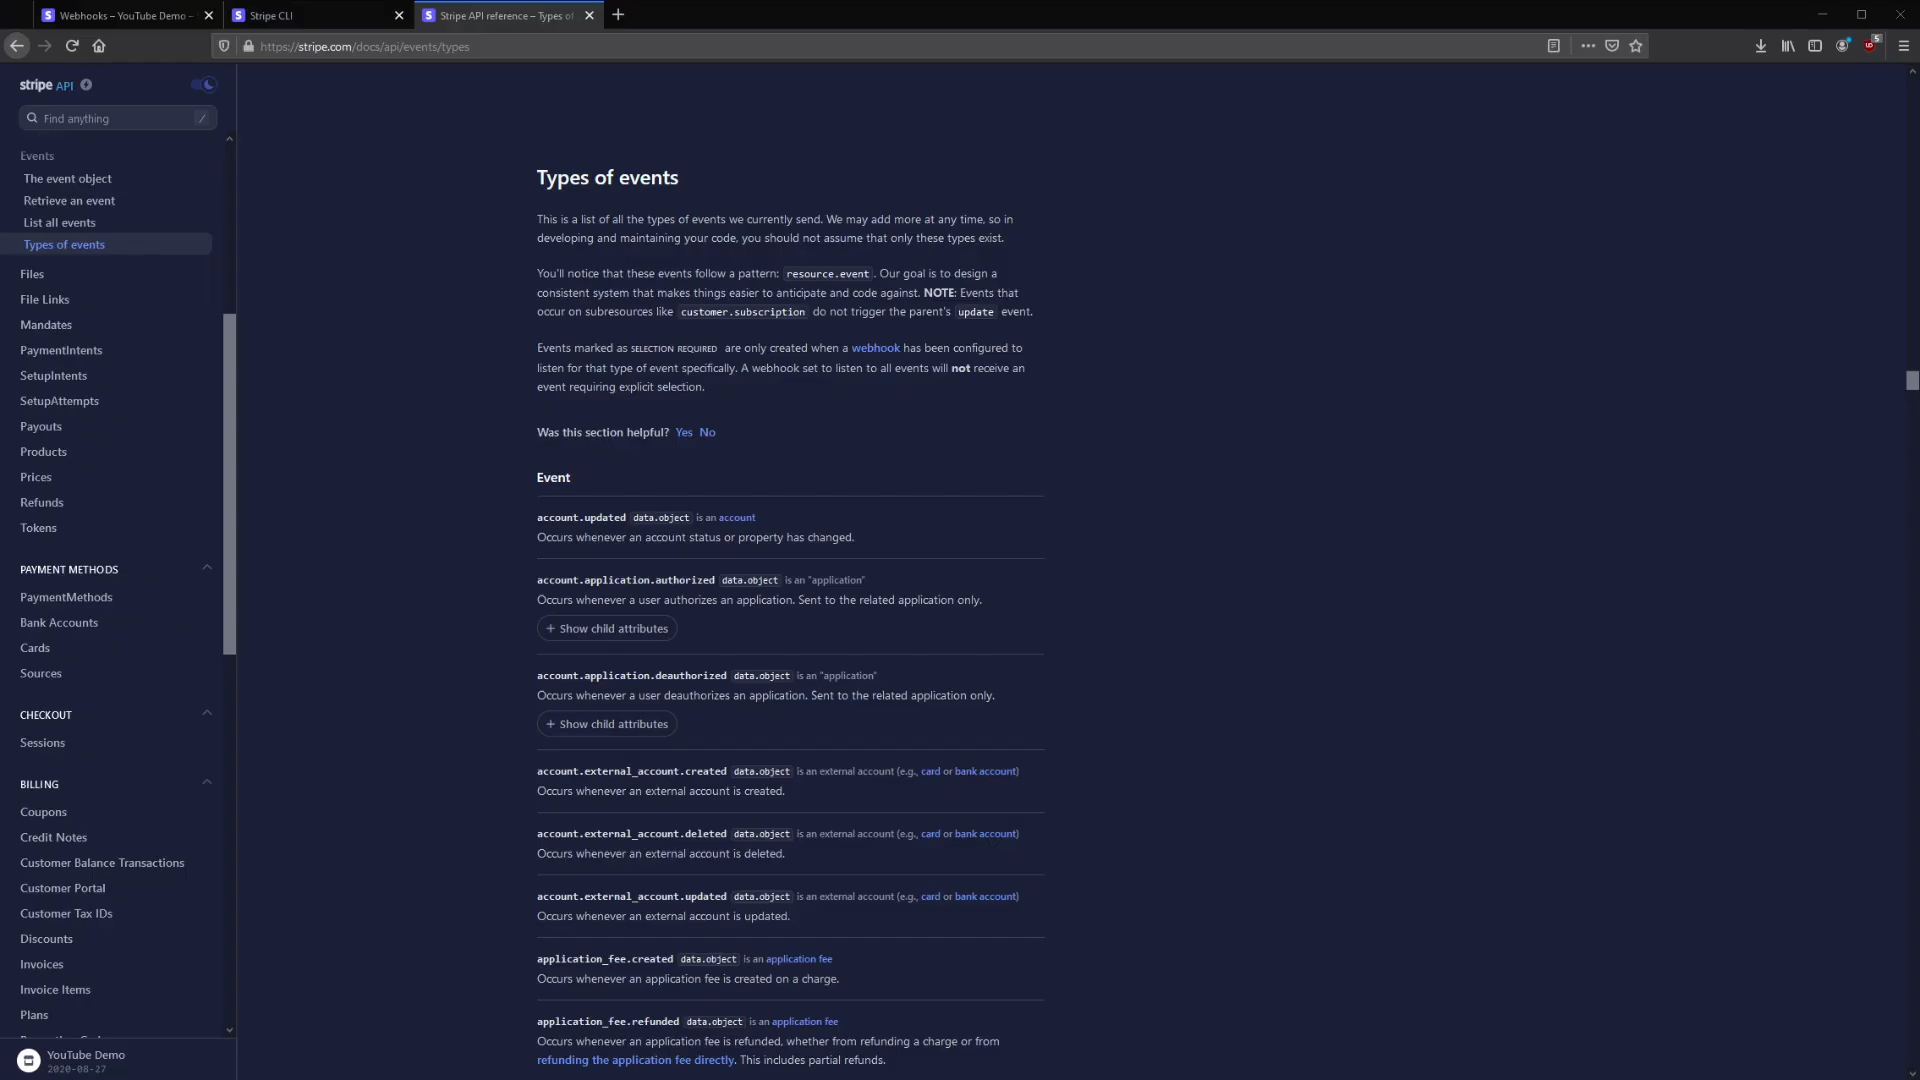 Webhooks – YouTube Demo –
Stripe CLI
Stripe API reference – Types of
https://stripe.com/docs/api/events/types
5
stripe API
Find anything
/
Events
The event object
Retrieve an event
List all events
Types of events
Files
File Links
Mandates
PaymentIntents
SetupIntents
SetupAttempts
Payouts
Products
Prices
Refunds
Tokens
PAYMENT METHODS
PaymentMethods
Bank Accounts
Cards
Sources
CHECKOUT
Sessions
BILLING
Coupons
Credit Notes
Customer Balance Transactions
Customer Portal
Customer Tax IDs
Discounts
Invoices
Invoice Items
Plans
YouTube Demo
2020-08-27
Types of events
This is a list of all the types of events we currently send. We may add more at any time, so in
developing and maintaining your code, you should not assume that only these types exist.
You'll notice that these events follow a pattern: resource.event. Our goal is to design a
consistent system that makes things easier to anticipate and code against. NOTE: Events that
occur on subresources like customer.subscription do not trigger the parent's update event.
Events marked as SELECTION REQUIRED are only created when a webhook has been configured to
listen for that type of event specifically. A webhook set to listen to all events will not receive an
event requiring explicit selection.
Was this section helpful? Yes No
Event
account.updated data.object is an account
Occurs whenever an account status or property has changed.
account.application.authorized data.object is an "application"
Occurs whenever a user authorizes an application. Sent to the related application only.
+ Show child attributes
account.application.deauthorized data.object is an "application"
Occurs whenever a user deauthorizes an application. Sent to the related application only.
+ Show child attributes
account.external_account.created data.object is an external account (e.g., card or bank account)
Occurs whenever an external account is created.
account.external_account.deleted data.object is an external account (e.g., card or bank account)
Occurs whenever an external account is deleted.
account.external_account.updated data.object is an external account (e.g., card or bank account)
Occurs whenever an external account is updated.
application_fee.created data.object is an application fee
Occurs whenever an application fee is created on a charge.
application_fee.refunded data.object is an application fee
Occurs whenever an application fee is refunded, whether from refunding a charge or from
refunding the application fee directly. This includes partial refunds.